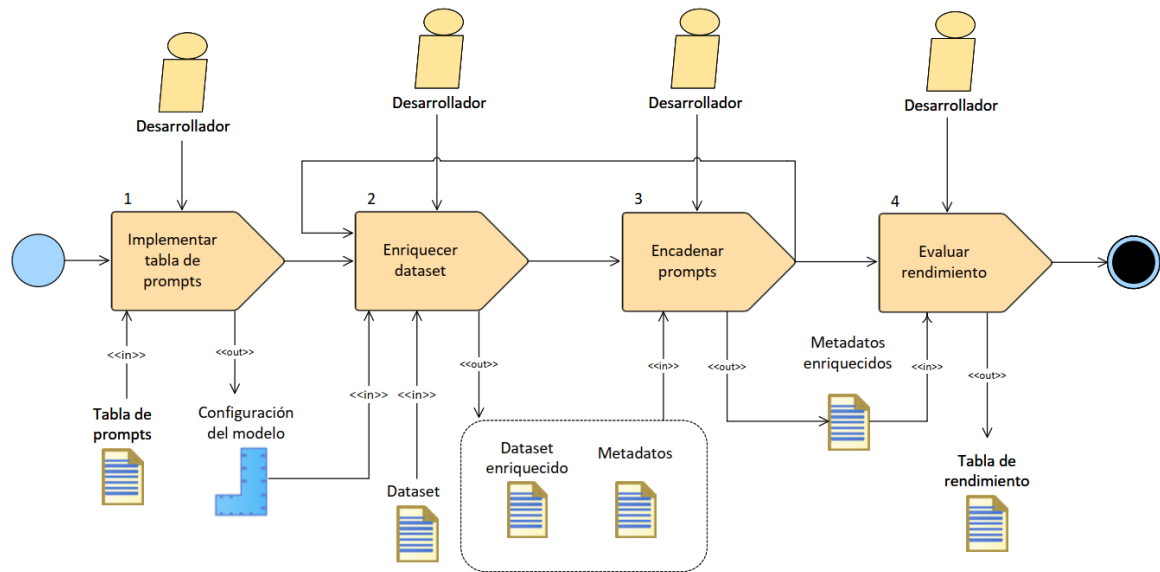 Desarrollador
Desarrollador
Desarrollador
Desarrollador
1
Implementar
tabla de
prompts
2
Enriquecer
dataset
3
Encadenar
prompts
4
Evaluar
rendimiento
<<in>>
<<out>>
<<in>>
<<in>>
<<out>>
<<in>>
<<out>>
<<in>>
<<out>>
Tabla de
prompts
Configuración
del modelo
Dataset
Dataset
enriquecido
Metadatos
Metadatos
enriquecidos
Tabla de
rendimiento